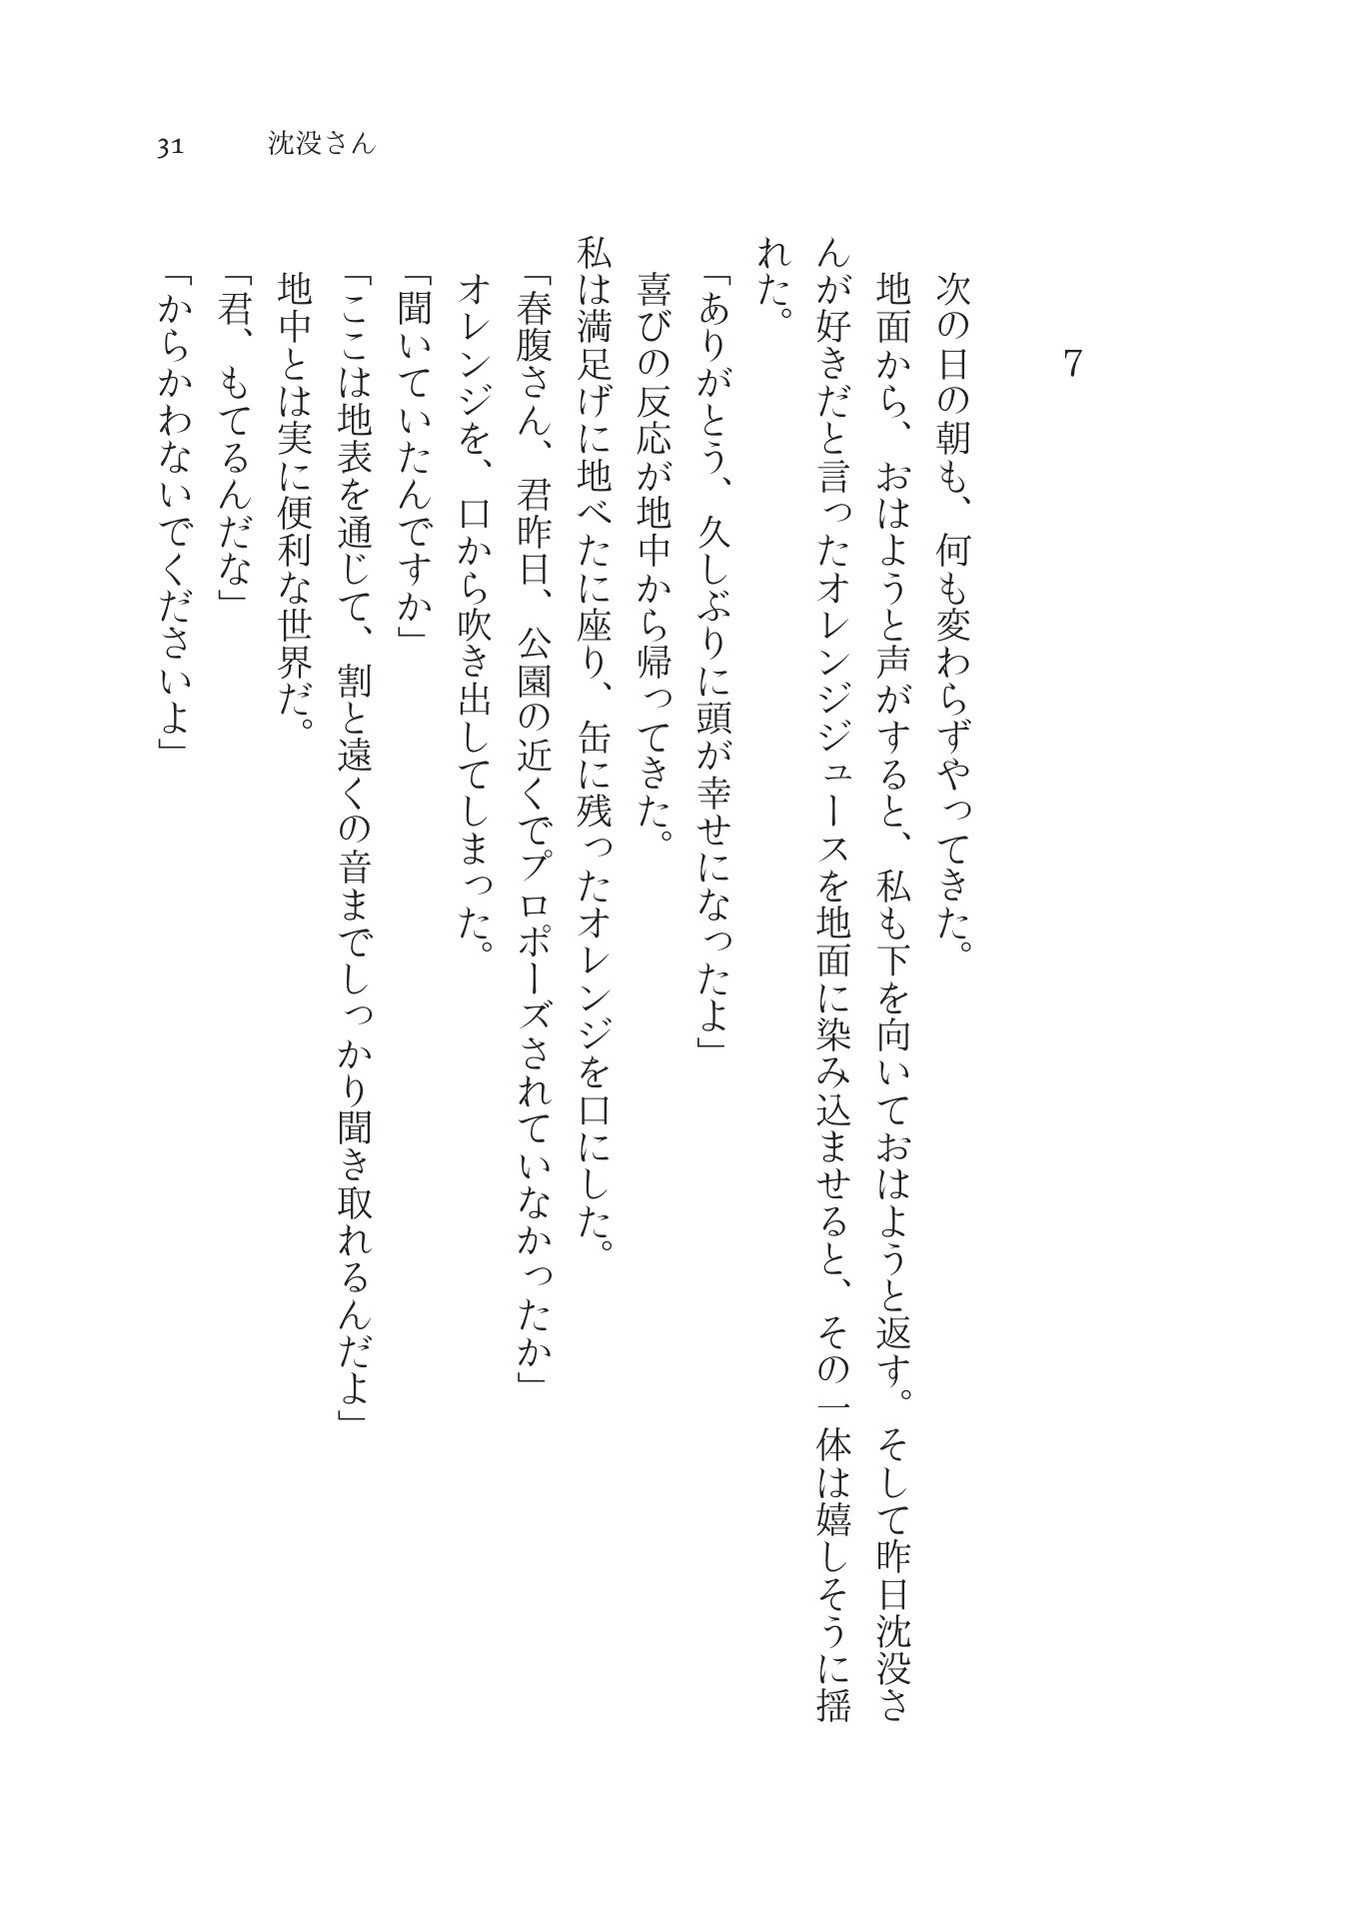 31 沈没さん
7
次の日の朝も、何も変わらずやってきた。
地面から、おはようと声がすると、私も下を向いておはようと返す。そして昨日沈没さ
んが好きだと言ったオレンジジュースを地面に染み込ませると、その一体は嬉しそうに揺
れた。
「ありがとう、久しぶりに頭が幸せになったよ」
喜びの反応が地中から帰ってきた。
私は満足げに地べたに座り、缶に残ったオレンジを口にした。
「春腹さん、君昨日、公園の近くでプロポーズされていなかったか」
オレンジを、口から吹き出してしまった。
「聞いていたんですか」
「ここは地表を通じて、割と遠くの音までしっかり聞き取れるんだよ」
地中とは実に便利な世界だ。
「君、もてるんだな」
「からかわないでくださいよ」